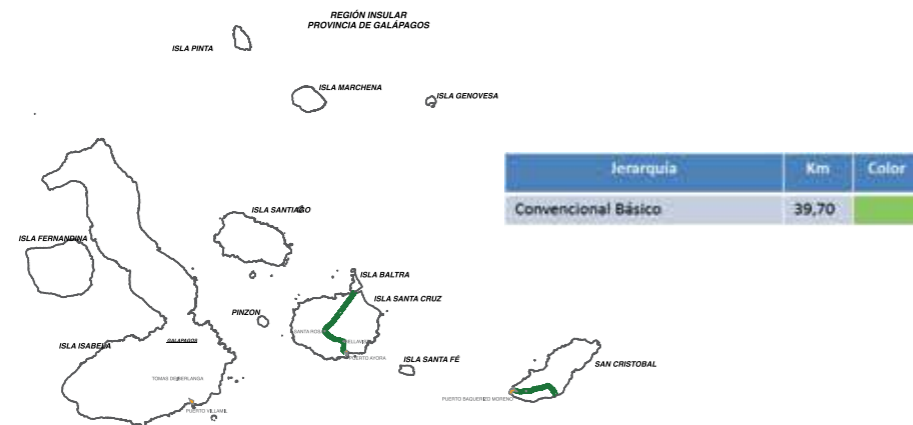 REGIÓN INSULAR
PROVINCIA DE GALÁPAGOS
ISLA PINTA
ISLA MARCHENA
ISLA GENOVESA
Jerarquía Km Color
Convencional Básico 39,70
ISLA SANTIAGO
ISLA FERNANDINA
ISLA BALTRA
ISLA SANTA CRUZ
PINZON
SANTA ROSA
GALAPAGOS
ISLA ISABELA
PUERTO AYORA
ISLA SANTA FÉ
SAN CRISTOBAL
TOMAS DE BERLANGA
PUERTO BAQUERIZO MORENO
PUERTO VILLAMIL